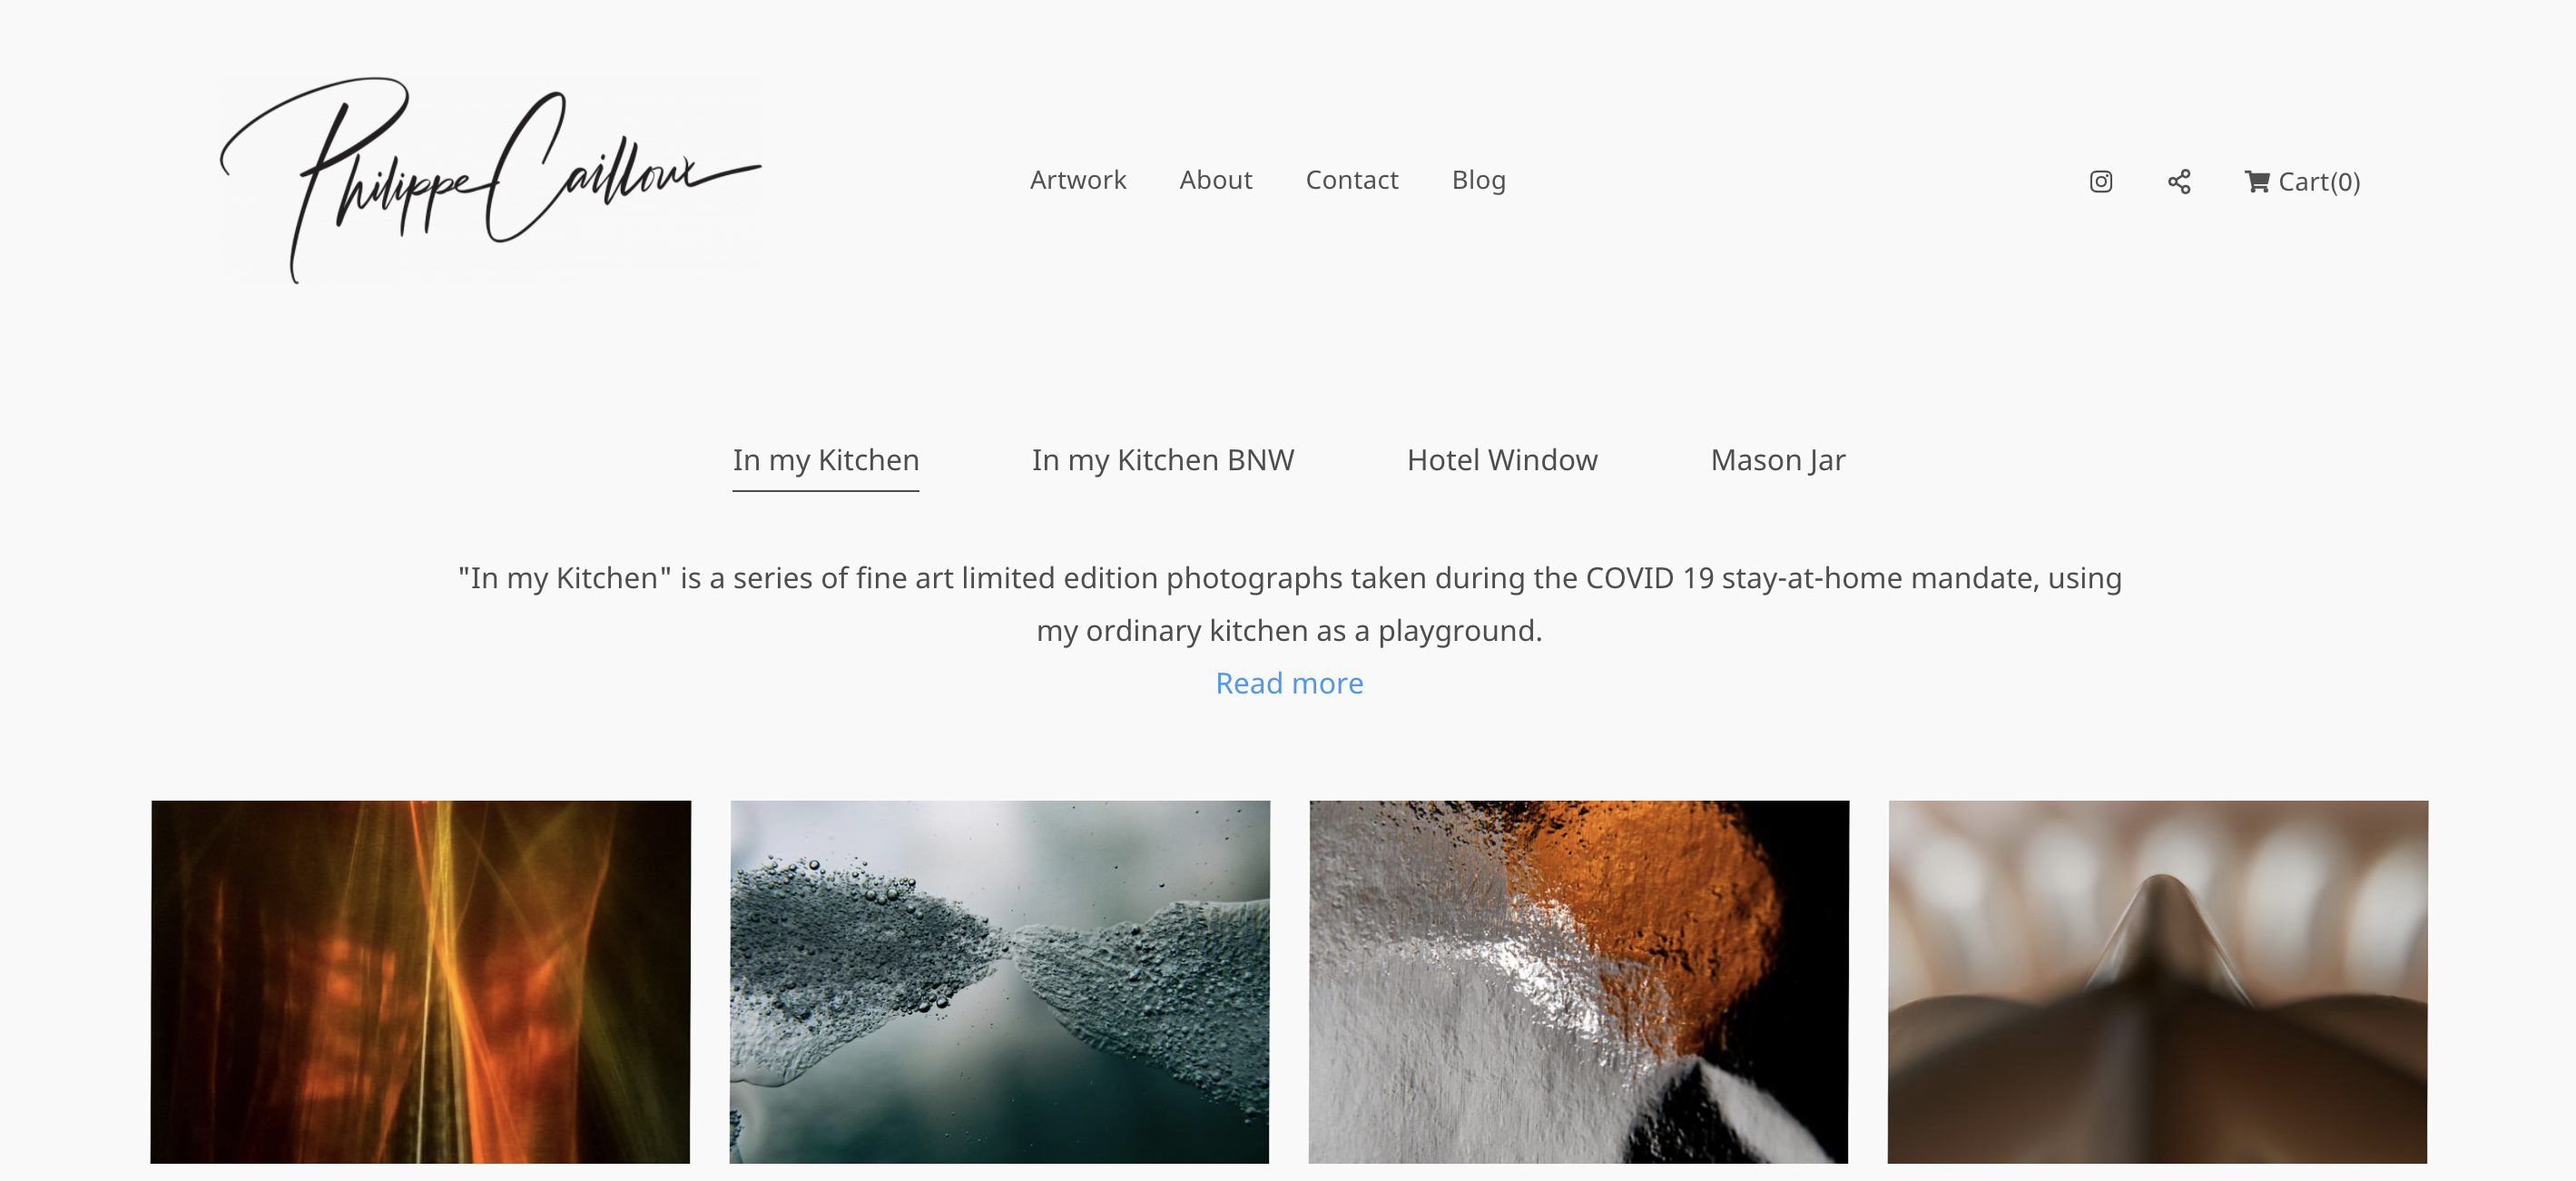 Philippe Cailloux
Artwork About Contact Blog
Cart(0)
In my Kitchen In my Kitchen BNW Hotel Window Mason Jar
"In my Kitchen" is a series of fine art limited edition photographs taken during the COVID 19 stay-at-home mandate, using
my ordinary kitchen as a playground.
Read more